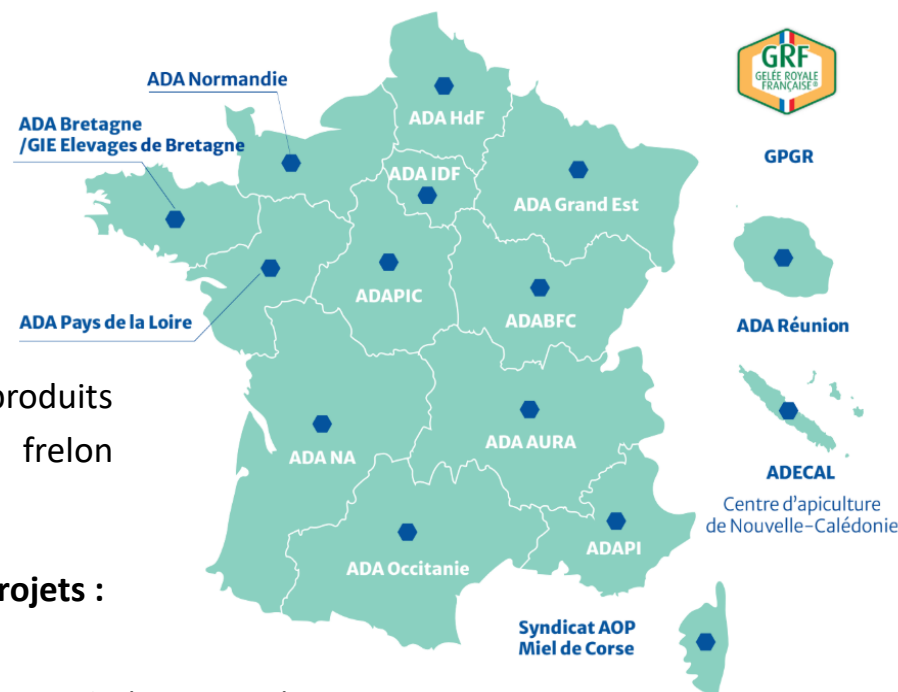 GRF
GELÉE ROYALE
FRANÇAISE®
ADA Normandie
ADA HdF
ADA Bretagne
/GIE Elevages de Bretagne
GPGR
ADA IDF
ADA Grand Est
ADAPIC
ADABFC
ADA Pays de la Loire
ADA Réunion
produits
frelon
ADA NA
ADA AURA
ADECAL
Centre d'apiculture
de Nouvelle-Calédonie
ADAPI
ADA Occitanie
rojets :
Syndicat AOP
Miel de Corse